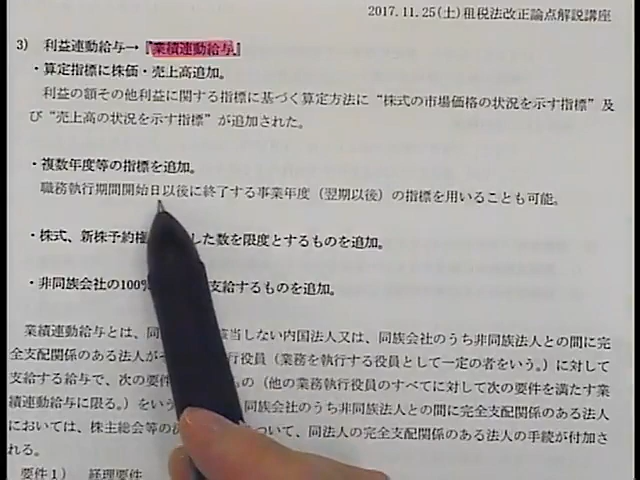 2017.11.25(土)租税法改正論点解説講座
3) 利益連動給与→『業績連動給与』
・算定指標に株価・売上高追加。
利益の額その他利益に関する指標に基づく算定方法に“株式の市場価格の状況を示す指標”及
び“売上高の状況を示す指標”が追加された。
・複数年度等の指標を追加。
職務執行期間開始日以後に終了する事業年度（翌期以後）の指標を用いることも可能。
・株式、新株予約権 した数を限度とするものを追加。
・非同族会社の100% 支給するものを追加。
業績連動給与とは、同 該当しない内国法人又は、同族会社のうち非同族法人との間に完
全支配関係のある法人が 行役員（業務を執行する役員として一定の者をいう。）に対して
支給する給与で、次の要件 もの（他の業務執行役員のすべてに対して次の要件を満たす業
績連動給与に限る。）をいう 同族会社のうち非同族法人との間に完全支配関係のある法人
においては、株主総会等の決 ついて、同法人の完全支配関係のある法人の手続が付加さ
れる。
要件1） 経理要件